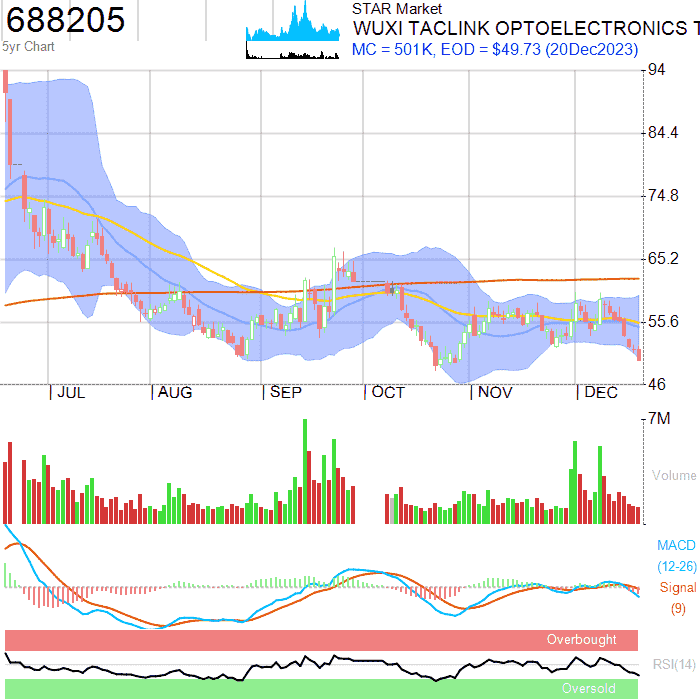 688205
5yr Chart
STAR Market
WUXI TACLINK OPTOELECTRONICS T
MC = 501K, EOD = $49.73 (20Dec2023)
94
84.4
74.8
65.2
55.6
46
JUL AUG SEP OCT NOV DEC
7M
Volume
MACD
(12-26)
Signal
(9)
Overbought
RSI(14)
Oversold